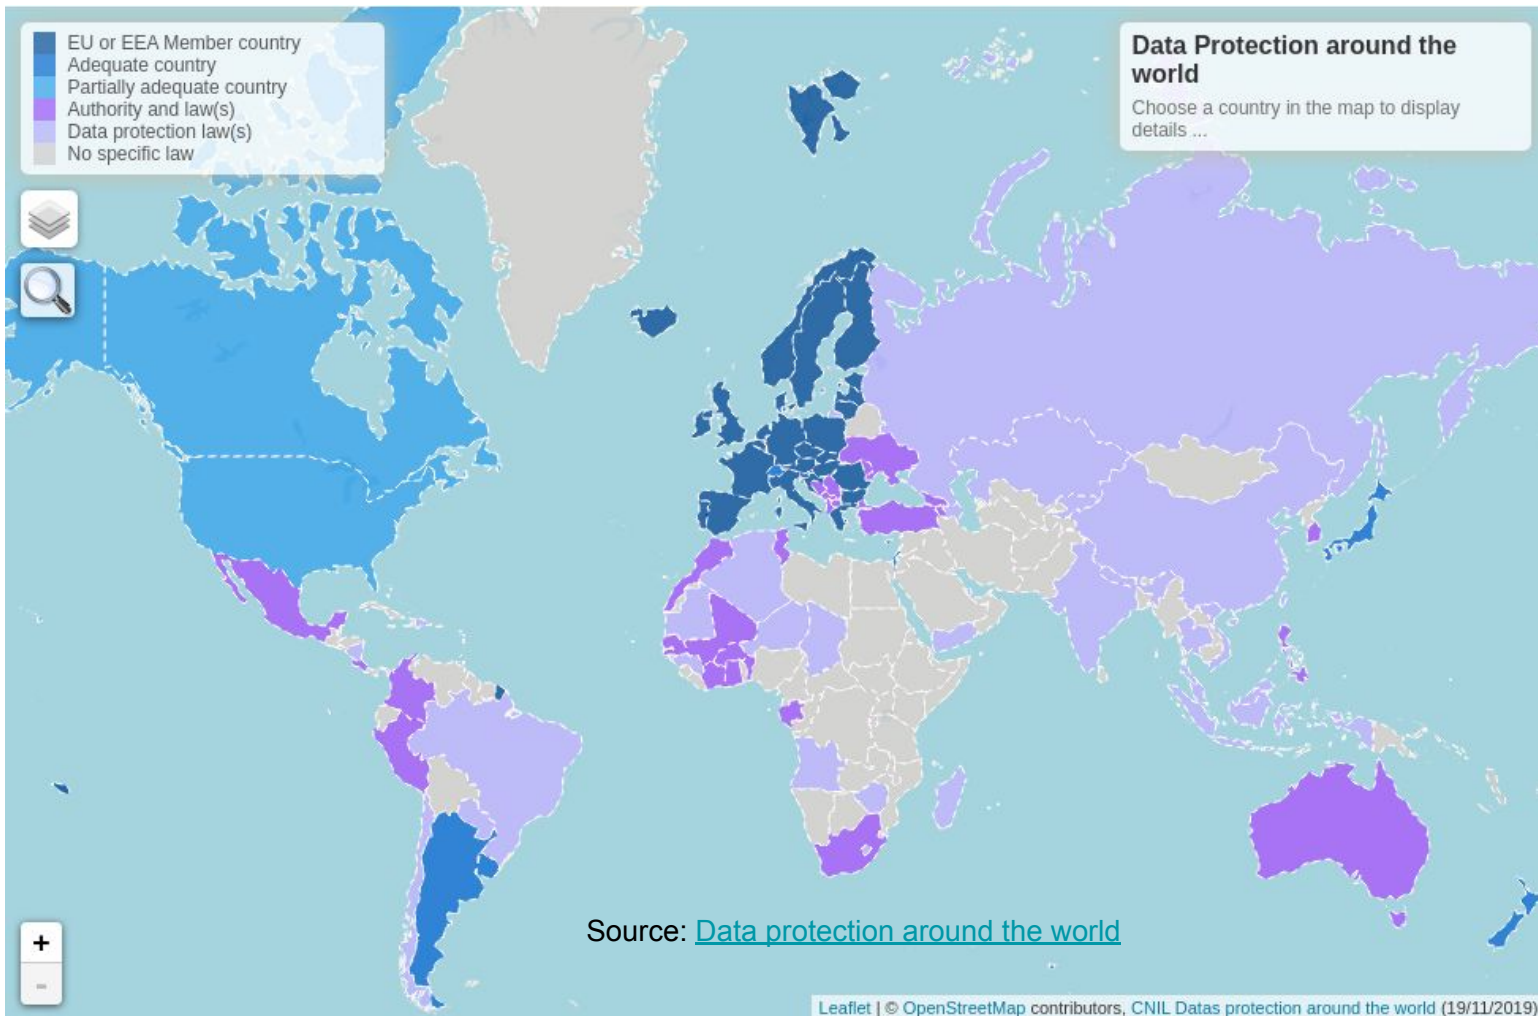 EU or EEA Member country
Adequate country
Partially adequate country
Authority and law(s)
Data protection law(s)
No specific law
Data Protection around the
world
Choose a country in the map to display
details ...
+
-
Source: Data protection around the world
Leaflet | © OpenStreetMap contributors, CNIL Datas protection around the world (19/11/2019)